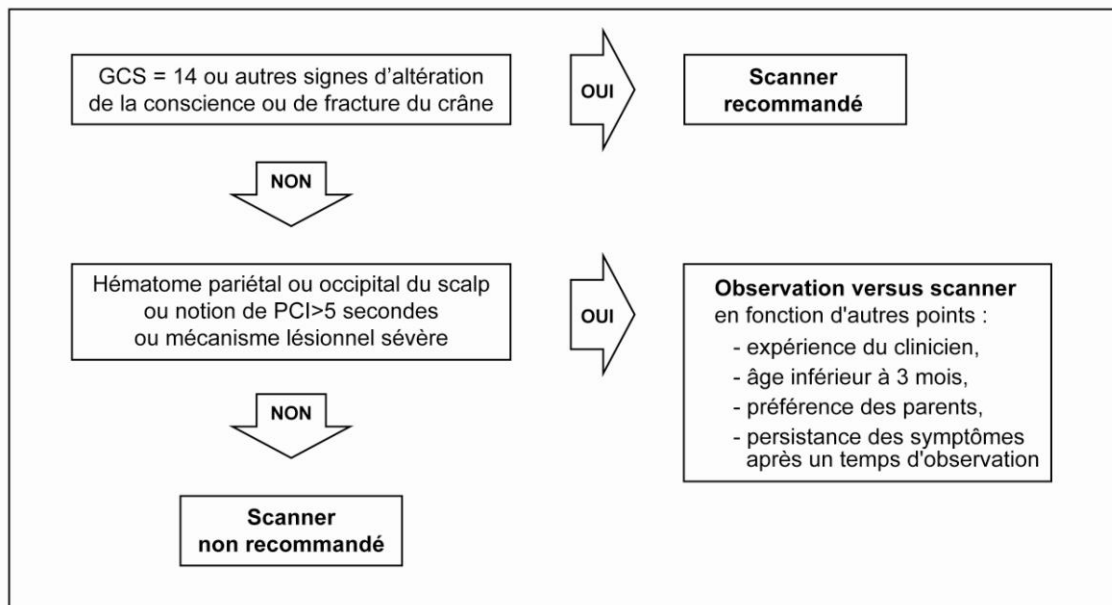 GCS = 14 ou autres signes d’altération
de la conscience ou de fracture du crâne
OUI
Scanner
recommandé
NON
Hématome pariétal ou occipital du scalp
ou notion de PCI>5 secondes
ou mécanisme lésionnel sévère
OUI
Observation versus scanner
en fonction d'autres points :
- expérience du clinicien,
- âge inférieur à 3 mois,
- préférence des parents,
- persistance des symptômes
après un temps d'observation
NON
Scanner
non recommandé